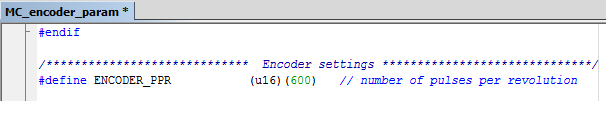 MC_encoder_param *
#endif
/***************************** Encoder settings ******************************/
#define ENCODER_PPR (u16)(600) // number of pulses per revolution